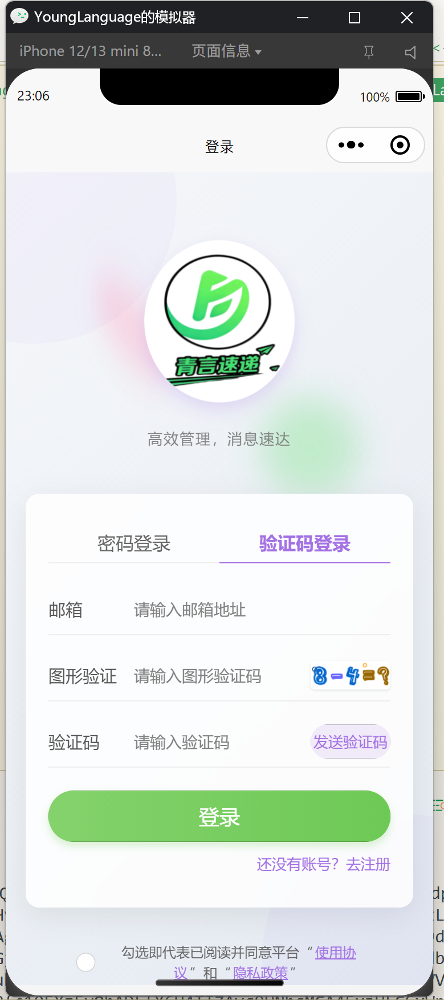 YoungLanguage的模拟器
iPhone 12/13 mini 8... 页面信息
23:06 100%
登录
青言速递
高效管理，消息速达
密码登录 验证码登录
邮箱 请输入邮箱地址
图形验证 请输入图形验证码 8-4=?
验证码 请输入验证码 发送验证码
登录
还没有账号？去注册
勾选即代表已阅读并同意平台“使用协
议”和“隐私政策”